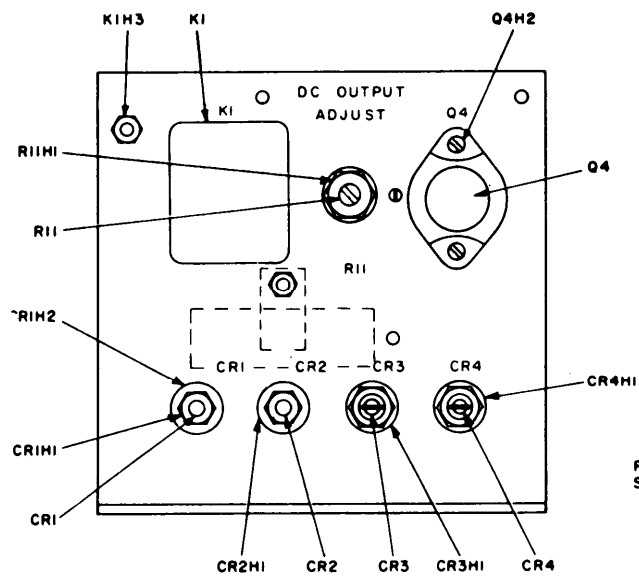 K1H3 K1 Q4H2
DC OUTPUT
K1 ADJUST Q4
R11H1
Q4
R11
R11
CR1H2
CR1 CR2 CR3 CR4
CR4H1
CR1H1
CR1
CR2H1 CR2 CR3 CR3H1 CR4